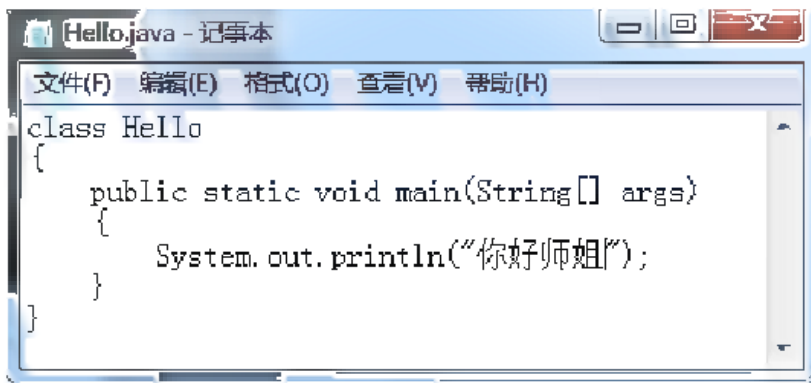 Hello.java - 记事本
文件(F) 编辑(E) 格式(O) 查看(V) 帮助(H)
class Hello
{
    public static void main(String[] args)
    {
        System.out.println("你好师姐");
    }
}